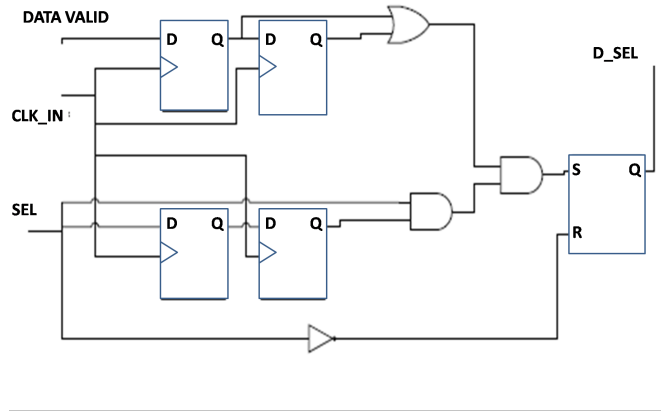 DATA VALID
D Q D Q
D_SEL
CLK_IN :
S Q
SEL
D Q D Q
R